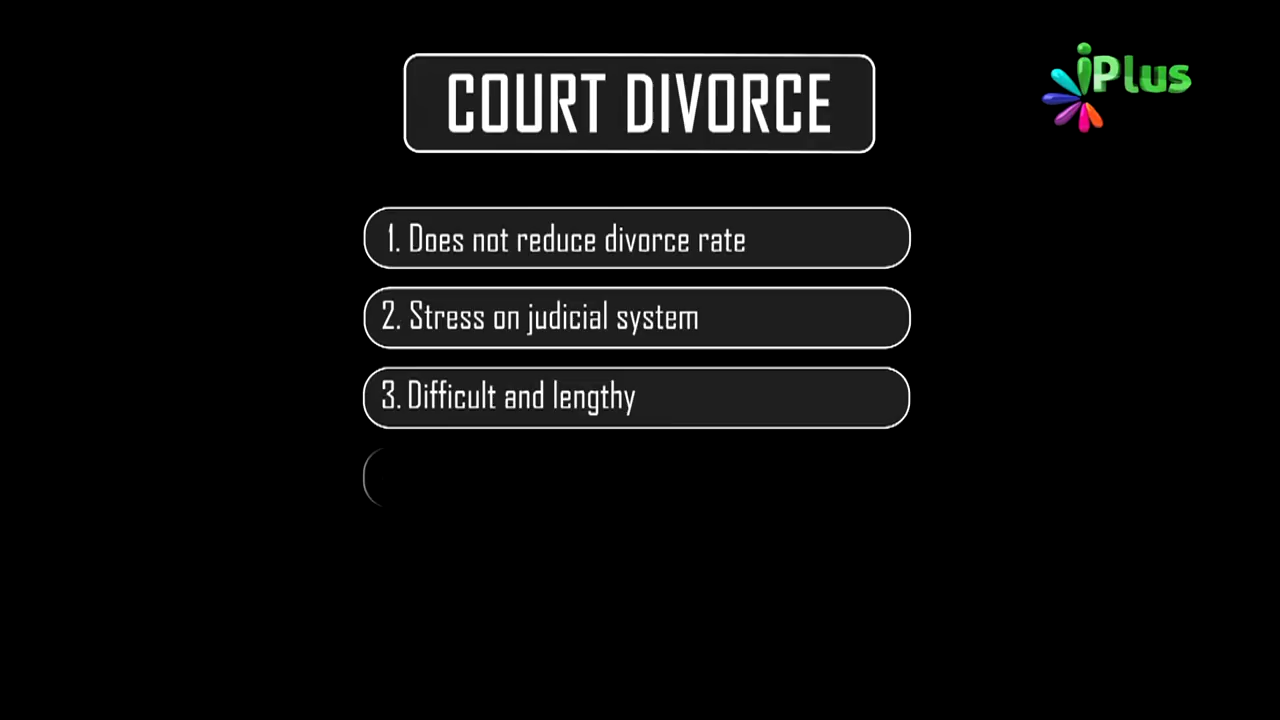 COURT DIVORCE
iPlus
1. Does not reduce divorce rate
2. Stress on judicial system
3. Difficult and lengthy